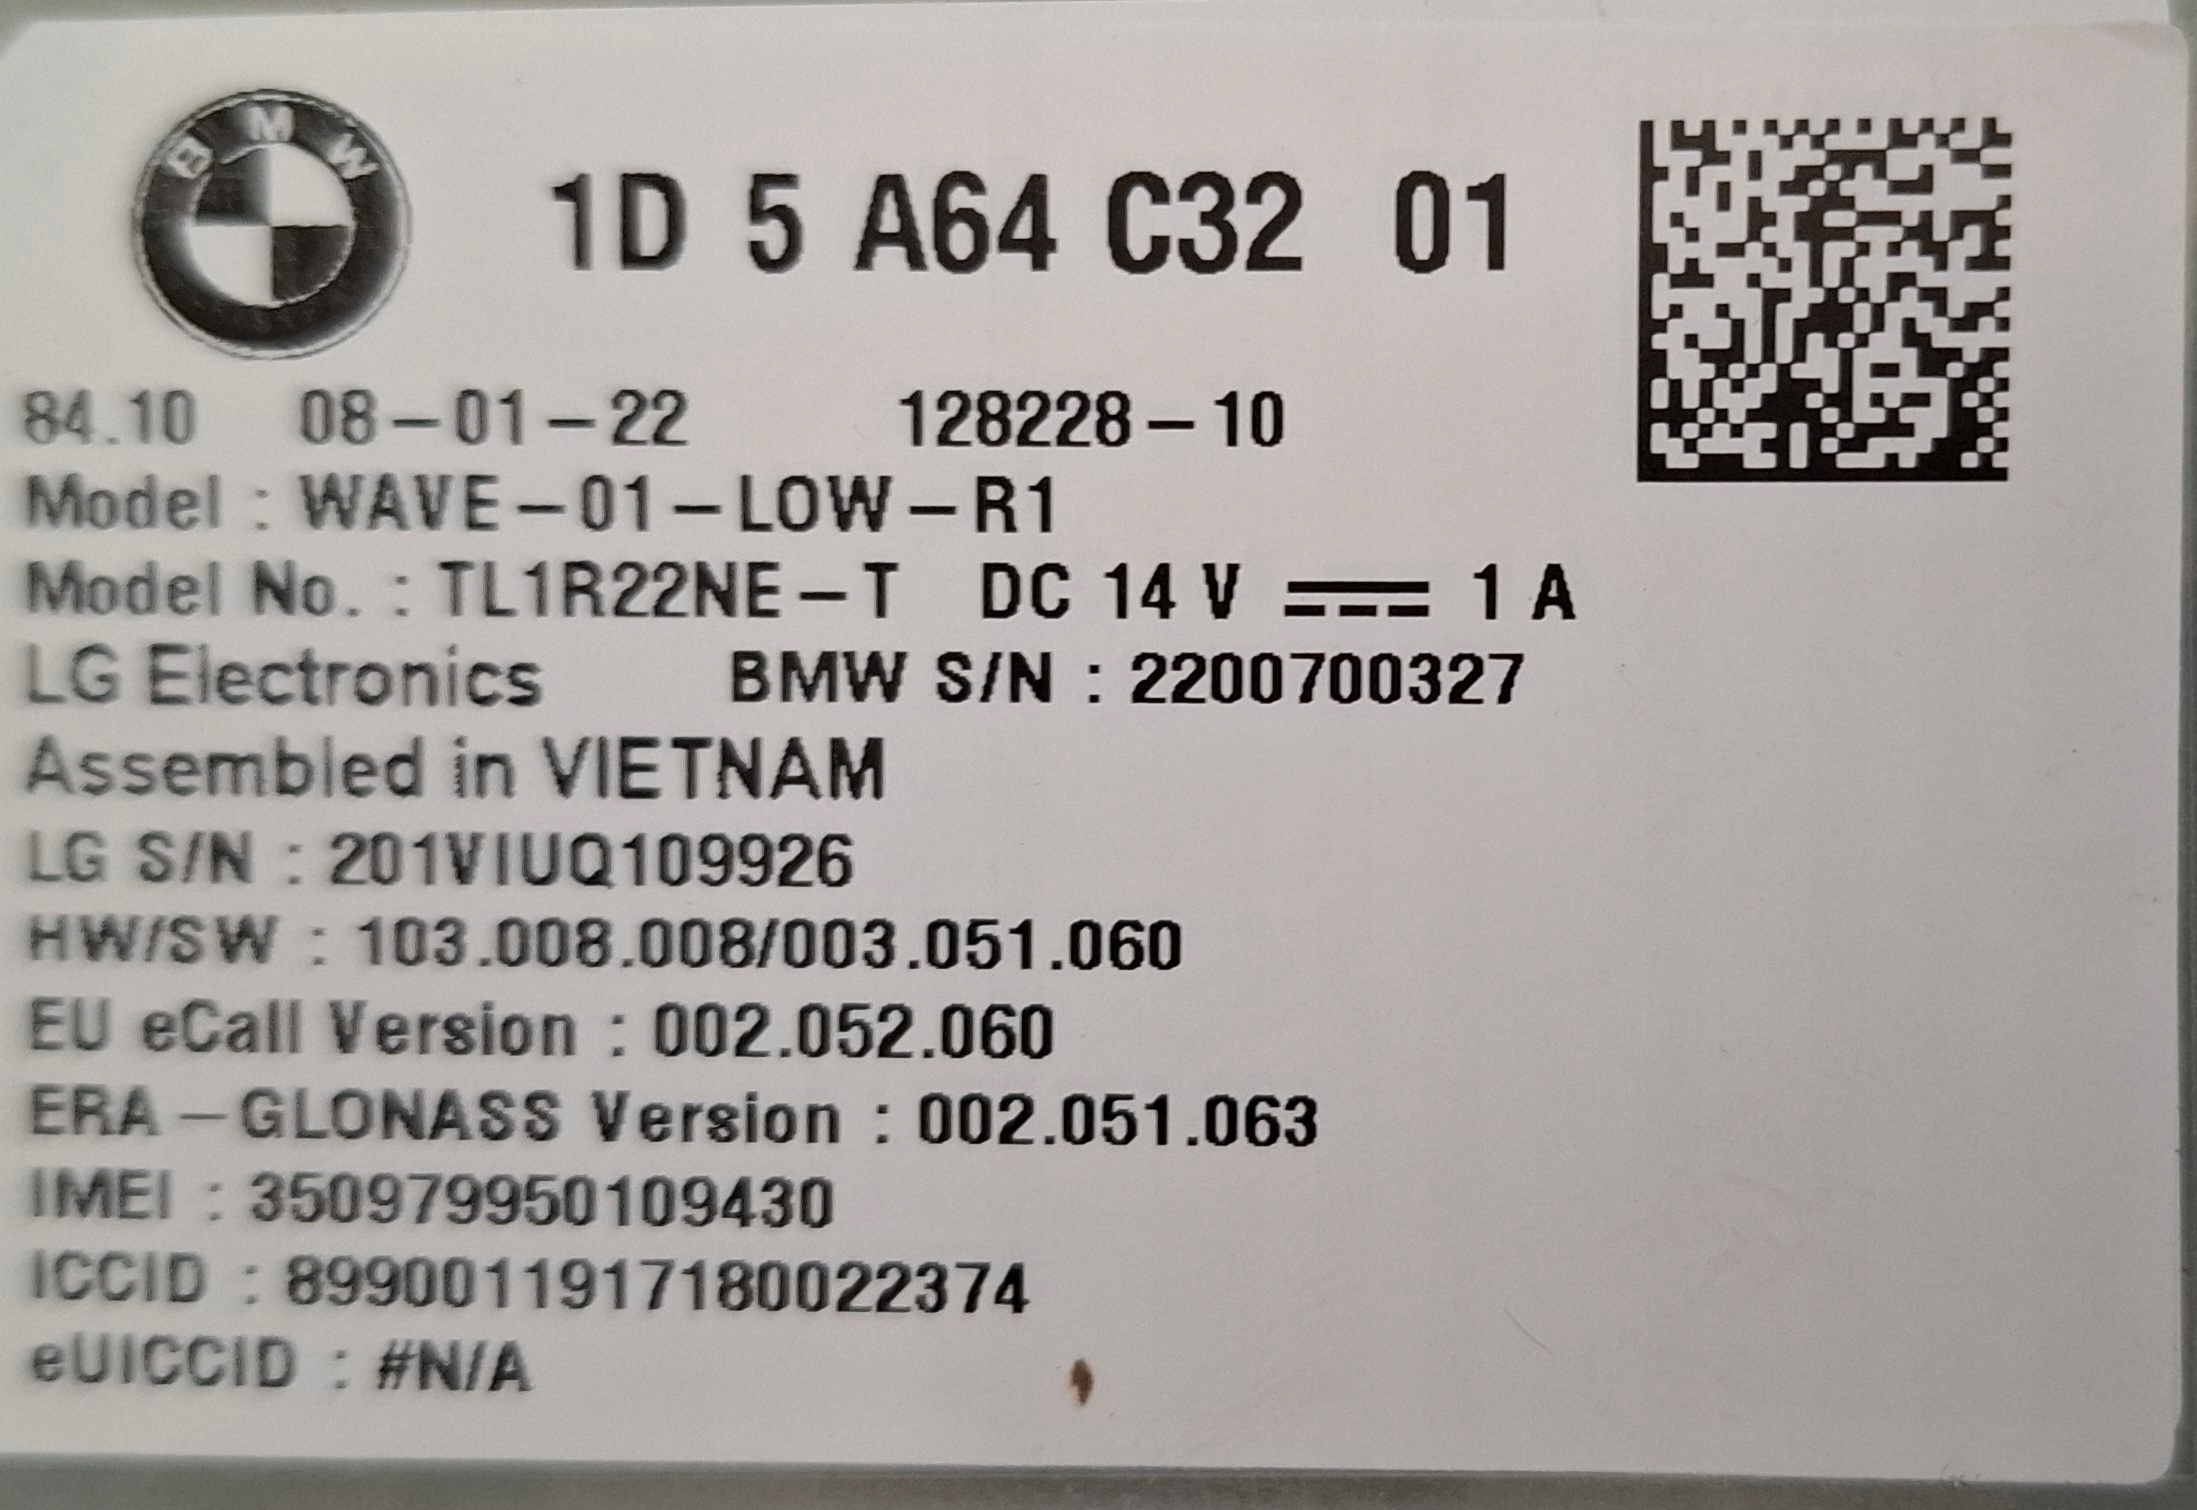 BMW
1D 5 A64 C32 01
84.10 08-01-22 128228-10
Model : WAVE-01-LOW-R1
Model No. : TL1R22NE-T DC 14 V ⎓ 1 A
LG Electronics BMW S/N : 2200700327
Assembled in VIETNAM
LG S/N : 201VIUQ109926
HW/SW : 103.008.008/003.051.060
EU eCall Version : 002.052.060
ERA-GLONASS Version : 002.051.063
IMEI : 350979950109430
ICCID : 8990011917180022374
eUICCID : #N/A